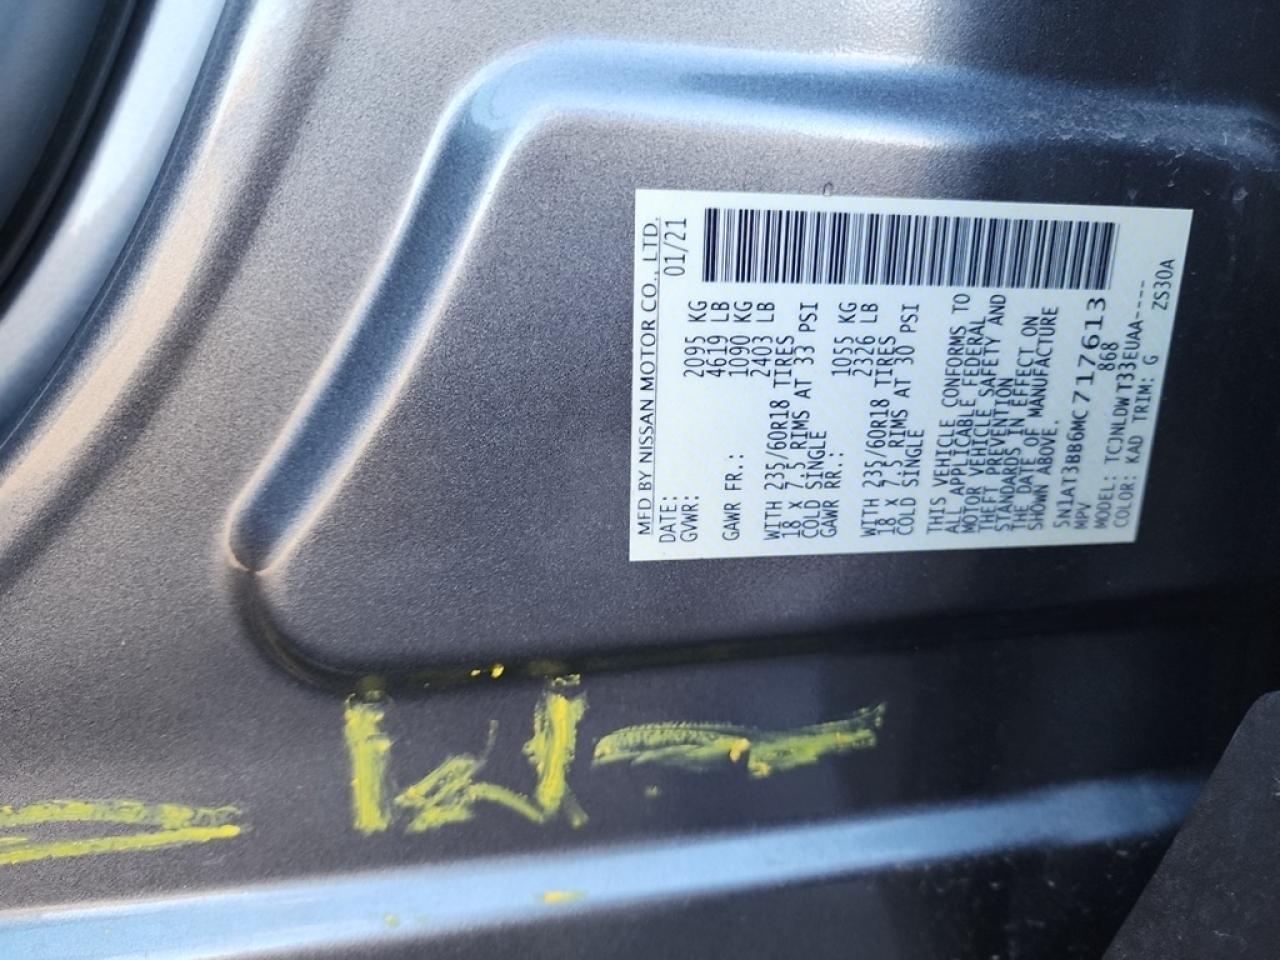 MFD BY NISSAN MOTOR CO., LTD.
DATE: 01/21
GVWR: 2095 KG
4619 LB
GAWR FR.: 1090 KG
2403 LB
WITH 235/60R18 TIRES
18 X 7.5 RIMS AT 33 PSI
COLD SINGLE
GAWR RR.: 1055 KG
2326 LB
WITH 235/60R18 TIRES
18 X 7.5 RIMS AT 30 PSI
COLD SINGLE
THIS VEHICLE CONFORMS TO
ALL APPLICABLE FEDERAL
MOTOR VEHICLE SAFETY AND
THEFT PREVENTION
STANDARDS IN EFFECT ON
THE DATE OF MANUFACTURE
SHOWN ABOVE.
5N1AT3BB6MC717613
MPV 868
MODEL: TCJNLDWT33EUAA----
COLOR: KAD TRIM: G ZS30A